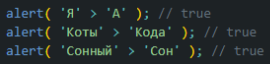 alert( 'Я' > 'А' ); // true
alert( 'Коты' > 'Кода' ); // true
alert( 'Сонный' > 'Сон' ); // true